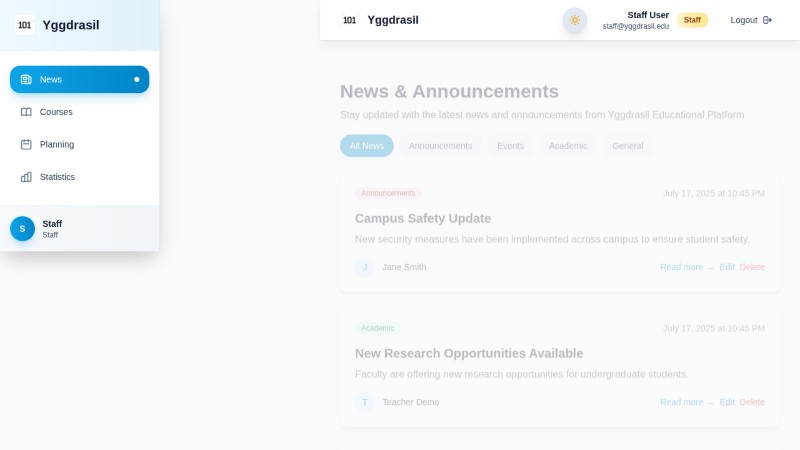 101 Yggdrasil
News
Courses
Planning
Statistics
S
Staff
Staff
101 Yggdrasil
Staff User
staff@yggdrasil.edu
Staff
Logout
News & Announcements
Stay updated with the latest news and announcements from Yggdrasil Educational Platform
All News Announcements Events Academic General
Announcements July 17, 2025 at 10:45 PM
Campus Safety Update
New security measures have been implemented across campus to ensure student safety.
J Jane Smith Read more → Edit Delete
Academic July 17, 2025 at 10:45 PM
New Research Opportunities Available
Faculty are offering new research opportunities for undergraduate students.
T Teacher Demo Read more → Edit Delete